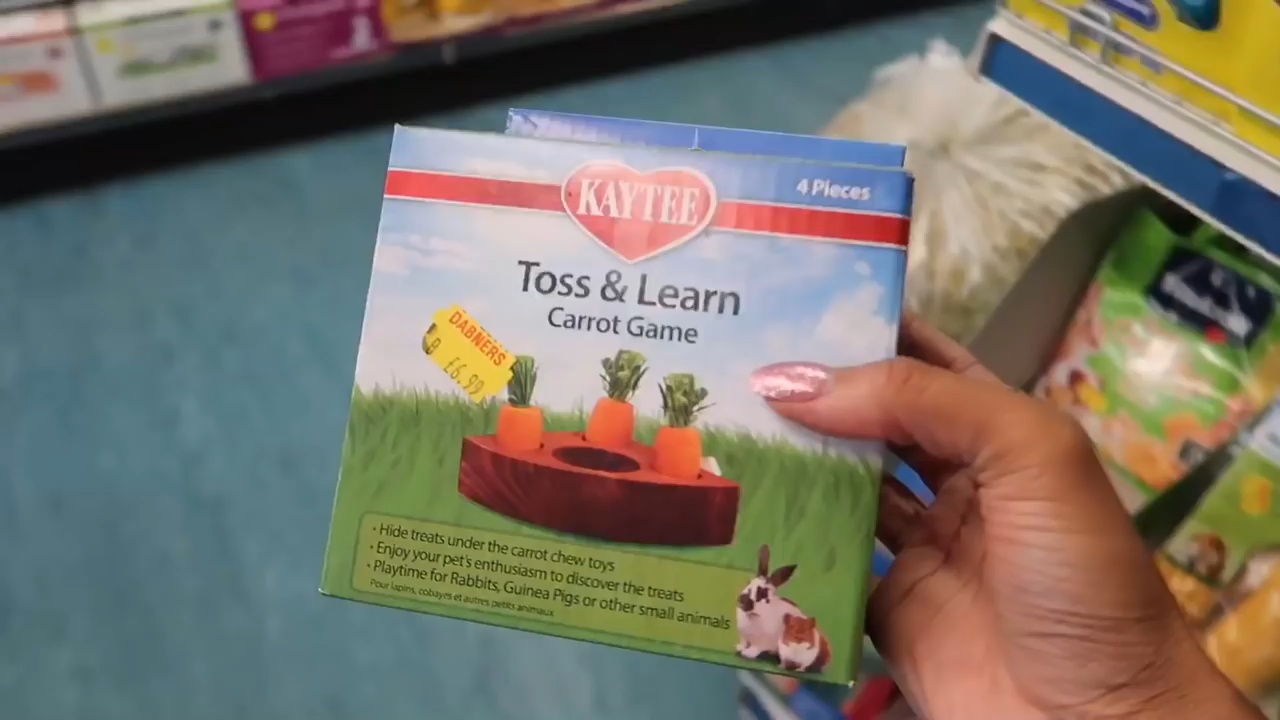 KAYTEE
4 Pieces
Toss & Learn
Carrot Game
DABNERS
£6.99
• Hide treats under the carrot chew toys
• Enjoy your pet's enthusiasm to discover the treats
• Playtime for Rabbits, Guinea Pigs or other small animals
Pour lapins, cobayes et autres petits animaux